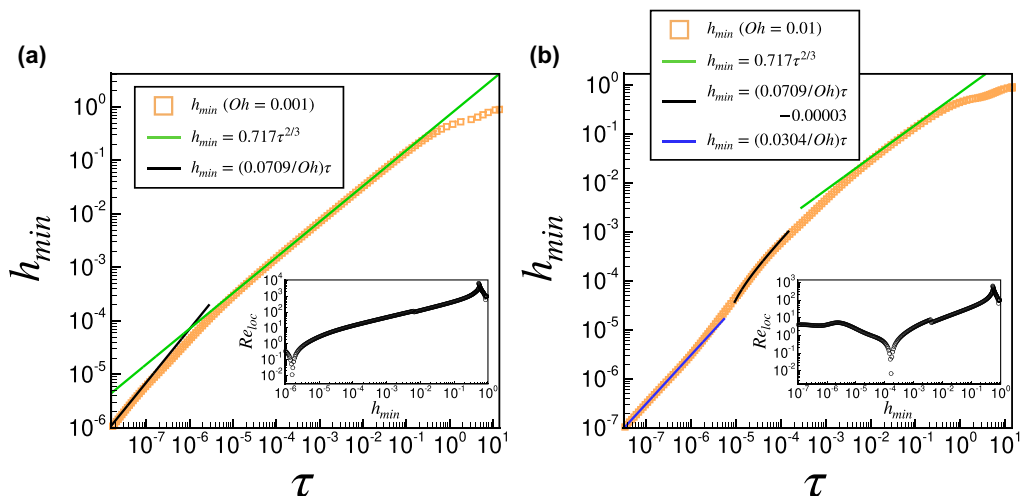 (a)
h_min (Oh = 0.001)
h_min = 0.717τ^{2/3}
h_min = (0.0709/Oh)τ
10^0
10^{-1}
10^{-2}
10^{-3}
10^{-4}
10^{-5}
10^{-6}
h_min
10^{-7} 10^{-6} 10^{-5} 10^{-4} 10^{-3} 10^{-2} 10^{-1} 10^0 10^1
τ
10^4
10^3
10^2
10^1
10^0
10^{-1}
10^{-2}
Re_loc
10^{-6} 10^{-5} 10^{-4} 10^{-3} 10^{-2} 10^{-1} 10^0
h_min
(b)
h_min (Oh = 0.01)
h_min = 0.717τ^{2/3}
h_min = (0.0709/Oh)τ
−0.00003
h_min = (0.0304/Oh)τ
10^0
10^{-1}
10^{-2}
10^{-3}
10^{-4}
10^{-5}
10^{-6}
10^{-7}
h_min
10^{-7} 10^{-6} 10^{-5} 10^{-4} 10^{-3} 10^{-2} 10^{-1} 10^0 10^1
τ
10^3
10^2
10^1
10^0
10^{-1}
10^{-2}
Re_loc
10^{-7} 10^{-6} 10^{-5} 10^{-4} 10^{-3} 10^{-2} 10^{-1} 10^0
h_min